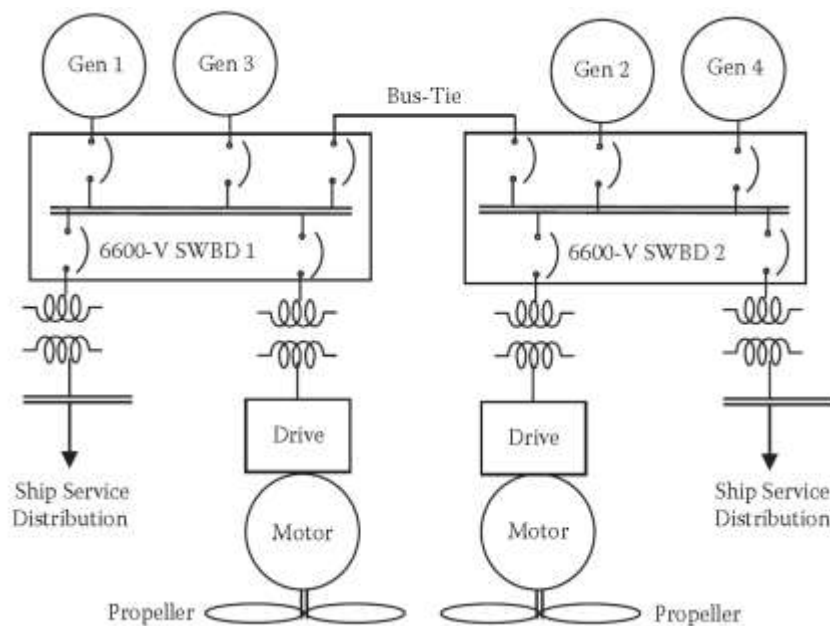 Gen 1
Gen 3
Gen 2
Gen 4
Bus-Tie
6600-V SWBD 1
6600-V SWBD 2
Drive
Drive
Ship Service
Distribution
Motor
Motor
Ship Service
Distribution
Propeller
Propeller